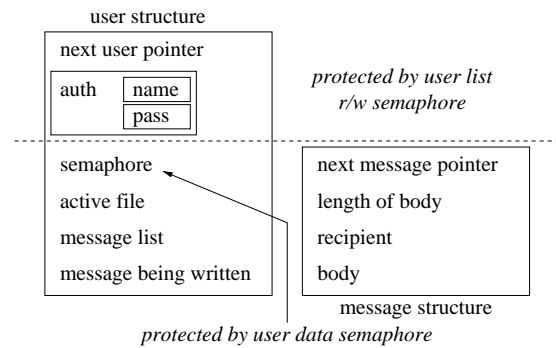 user structure
next user pointer
auth
name
pass
protected by user list
r/w semaphore
semaphore
active file
message list
message being written
next message pointer
length of body
recipient
body
message structure
protected by user data semaphore